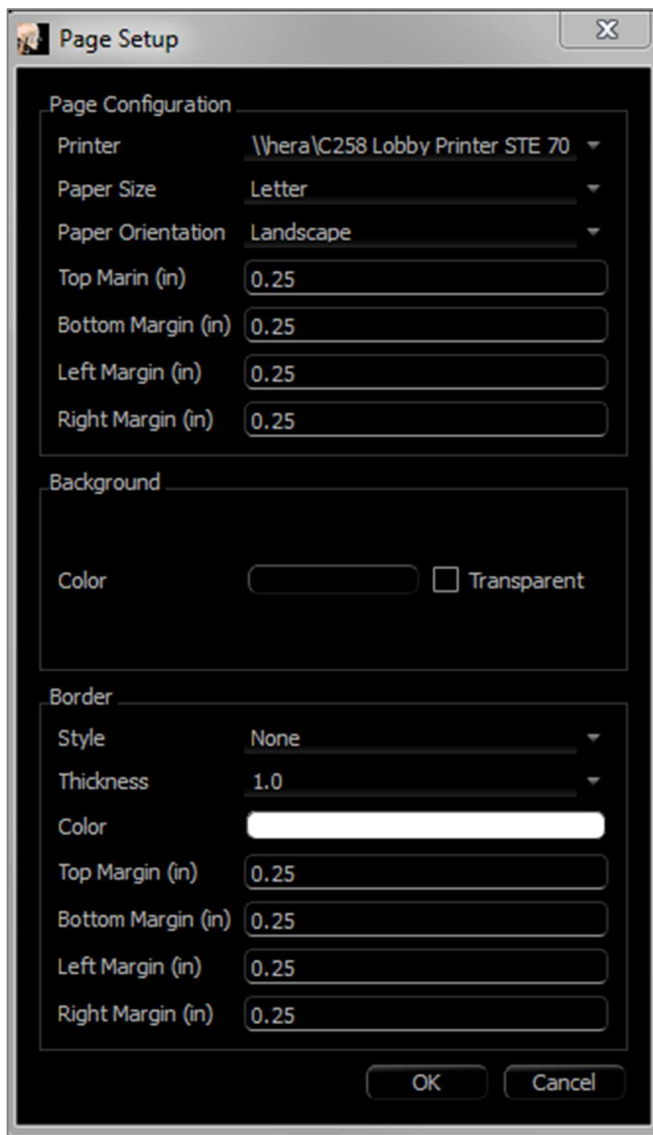 Page Setup
Page Configuration
Printer \\hera\C258 Lobby Printer STE 70
Paper Size Letter
Paper Orientation Landscape
Top Marin (in) 0.25
Bottom Margin (in) 0.25
Left Margin (in) 0.25
Right Margin (in) 0.25
Background
Color Transparent
Border
Style None
Thickness 1.0
Color
Top Margin (in) 0.25
Bottom Margin (in) 0.25
Left Margin (in) 0.25
Right Margin (in) 0.25
OK Cancel